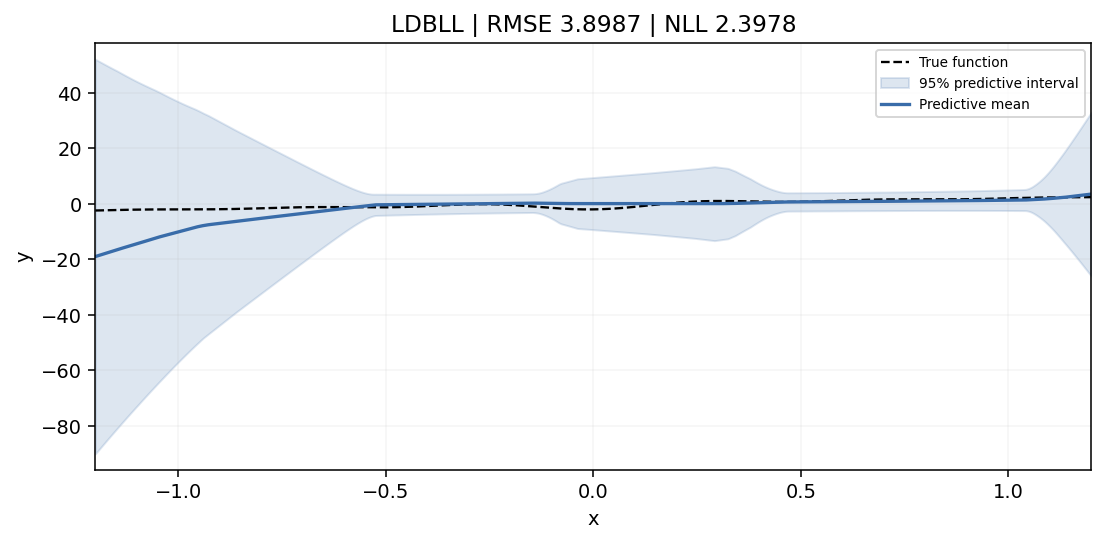 LDBLL | RMSE 3.8987 | NLL 2.3978
True function
95% predictive interval
Predictive mean
y
40
20
0
−20
−40
−60
−80
−1.0 −0.5 0.0 0.5 1.0
x